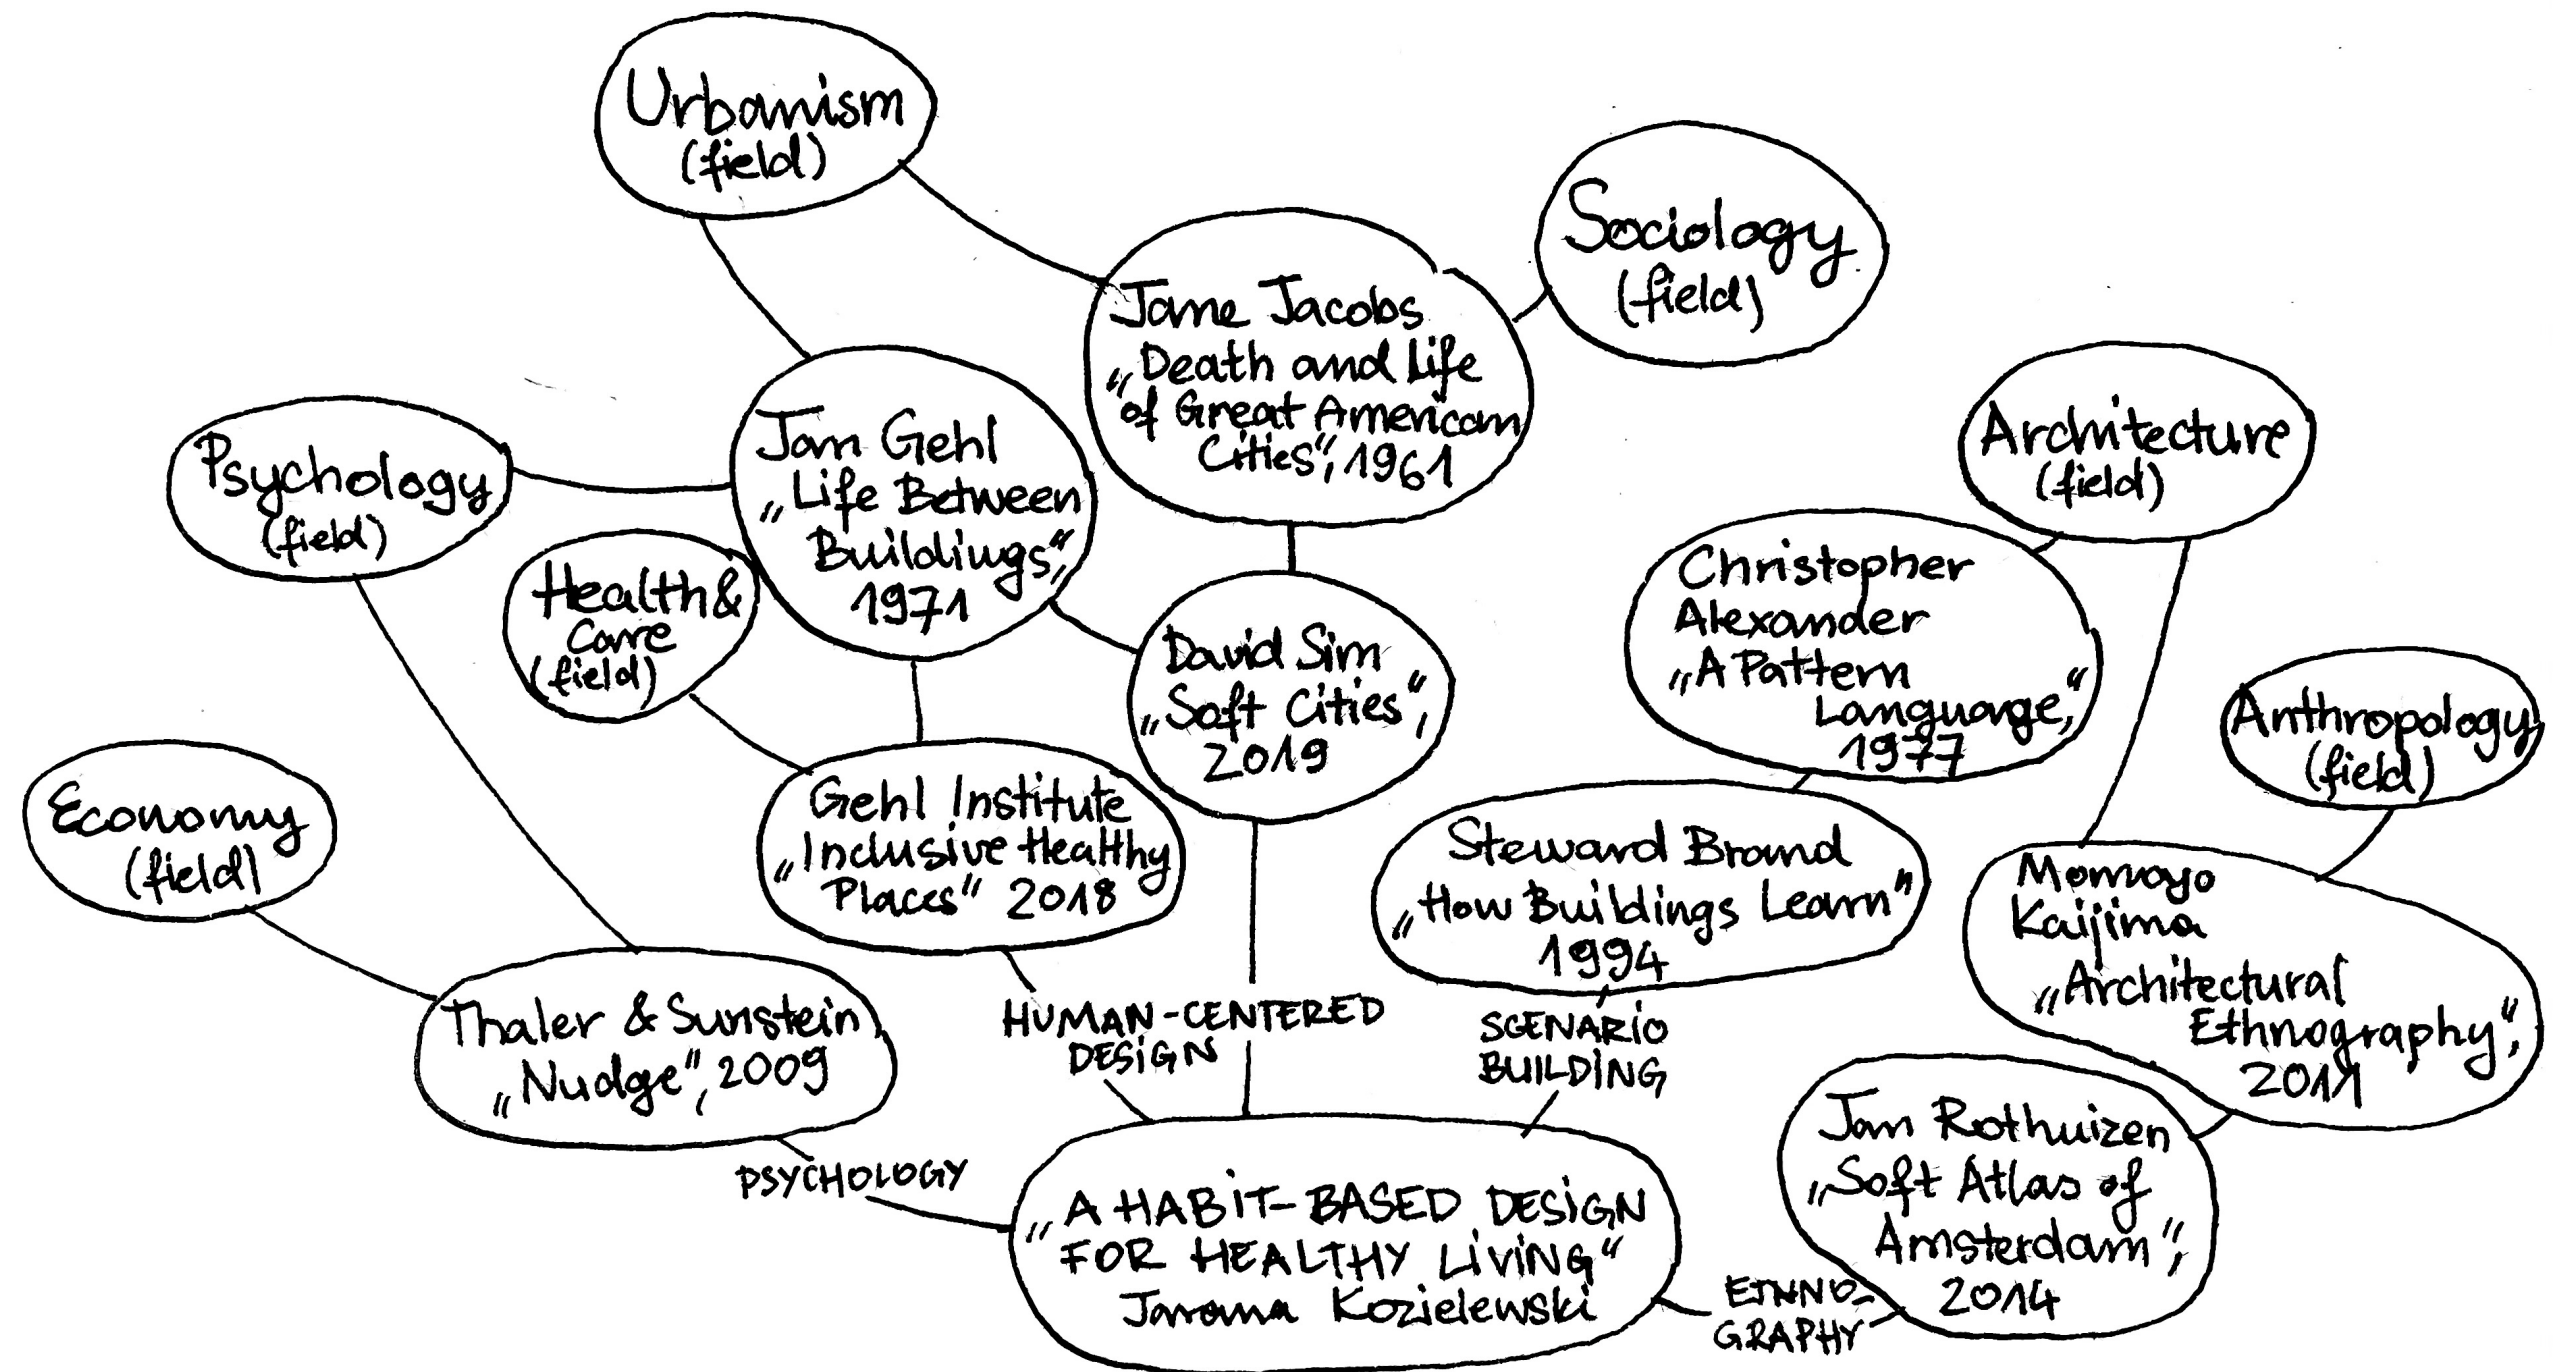 Urbanism
(field)
Sociology
(field)
Jane Jacobs
„Death and Life
of Great American
Cities“, 1961
Architecture
(field)
Psychology
(field)
Jan Gehl
„Life Between
Buildings“,
1971
Health &
Care
(field)
Christopher
Alexander
„A Pattern
Language“,
1977
David Sim
„Soft Cities“,
2019
Anthropology
(field)
Economy
(field)
Gehl Institute
„Inclusive Healthy
Places“ 2018
Steward Brand
„How Buildings Learn“
1994
Momoyo
Kaijima
„Architectural
Ethnography“,
Thaler & Sunstein
„Nudge“, 2009
HUMAN-CENTERED
DESIGN
SCENARIO
BUILDING
Jan Rothuizen
„Soft Atlas of
Amsterdam“,
2014
PSYCHOLOGY
„A HABIT-BASED DESIGN
FOR HEALTHY LIVING“
Kozielewski
ETHNO-
GRAPHY